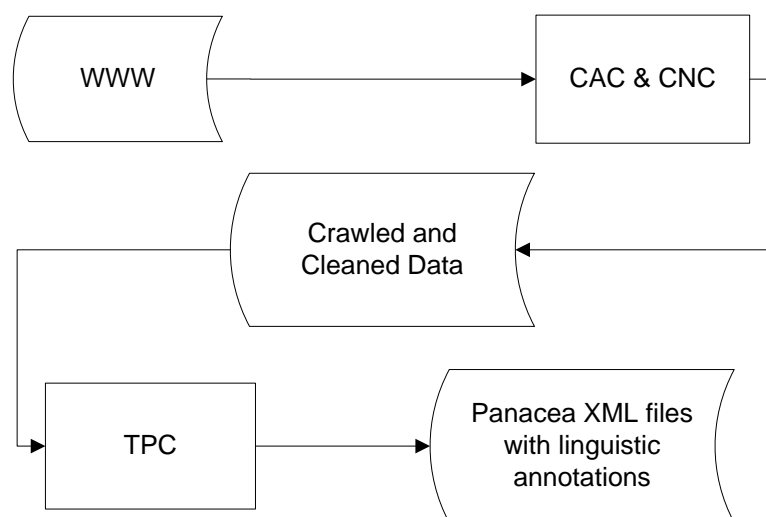 WWW
CAC & CNC
Crawled and
Cleaned Data
TPC
Panacea XML files
with linguistic
annotations